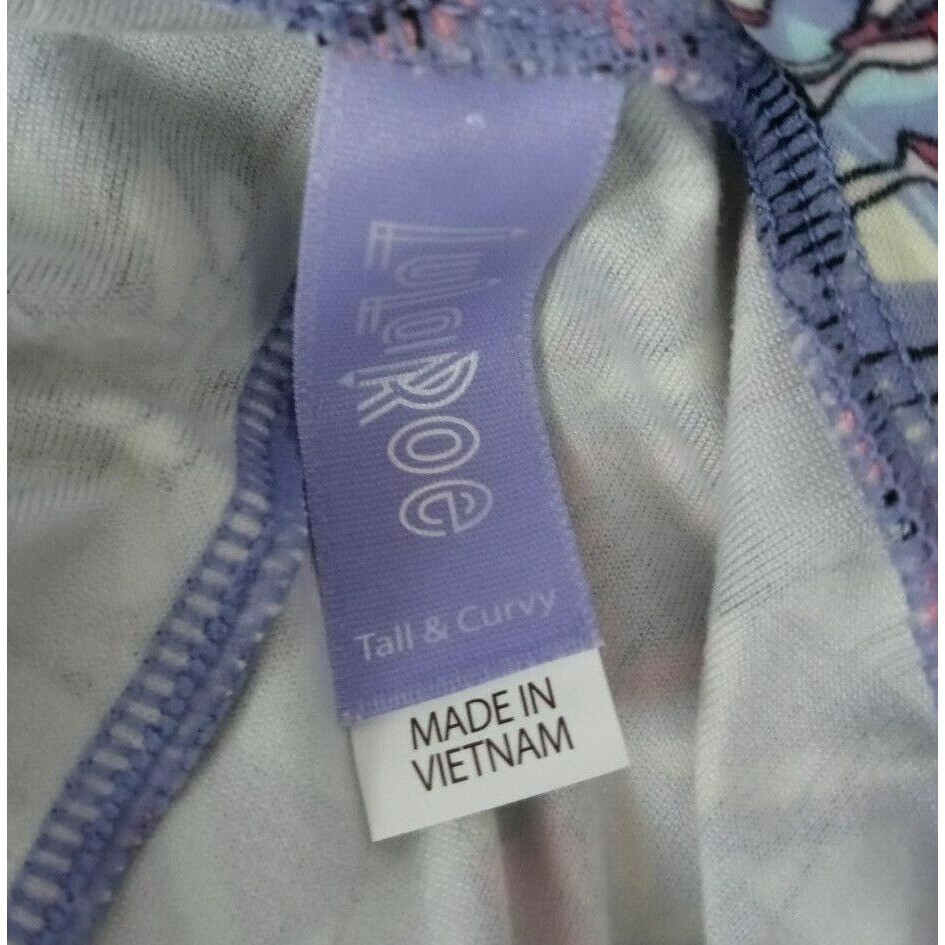 LuLaRoe
Tall & Curvy
MADE IN
VIETNAM